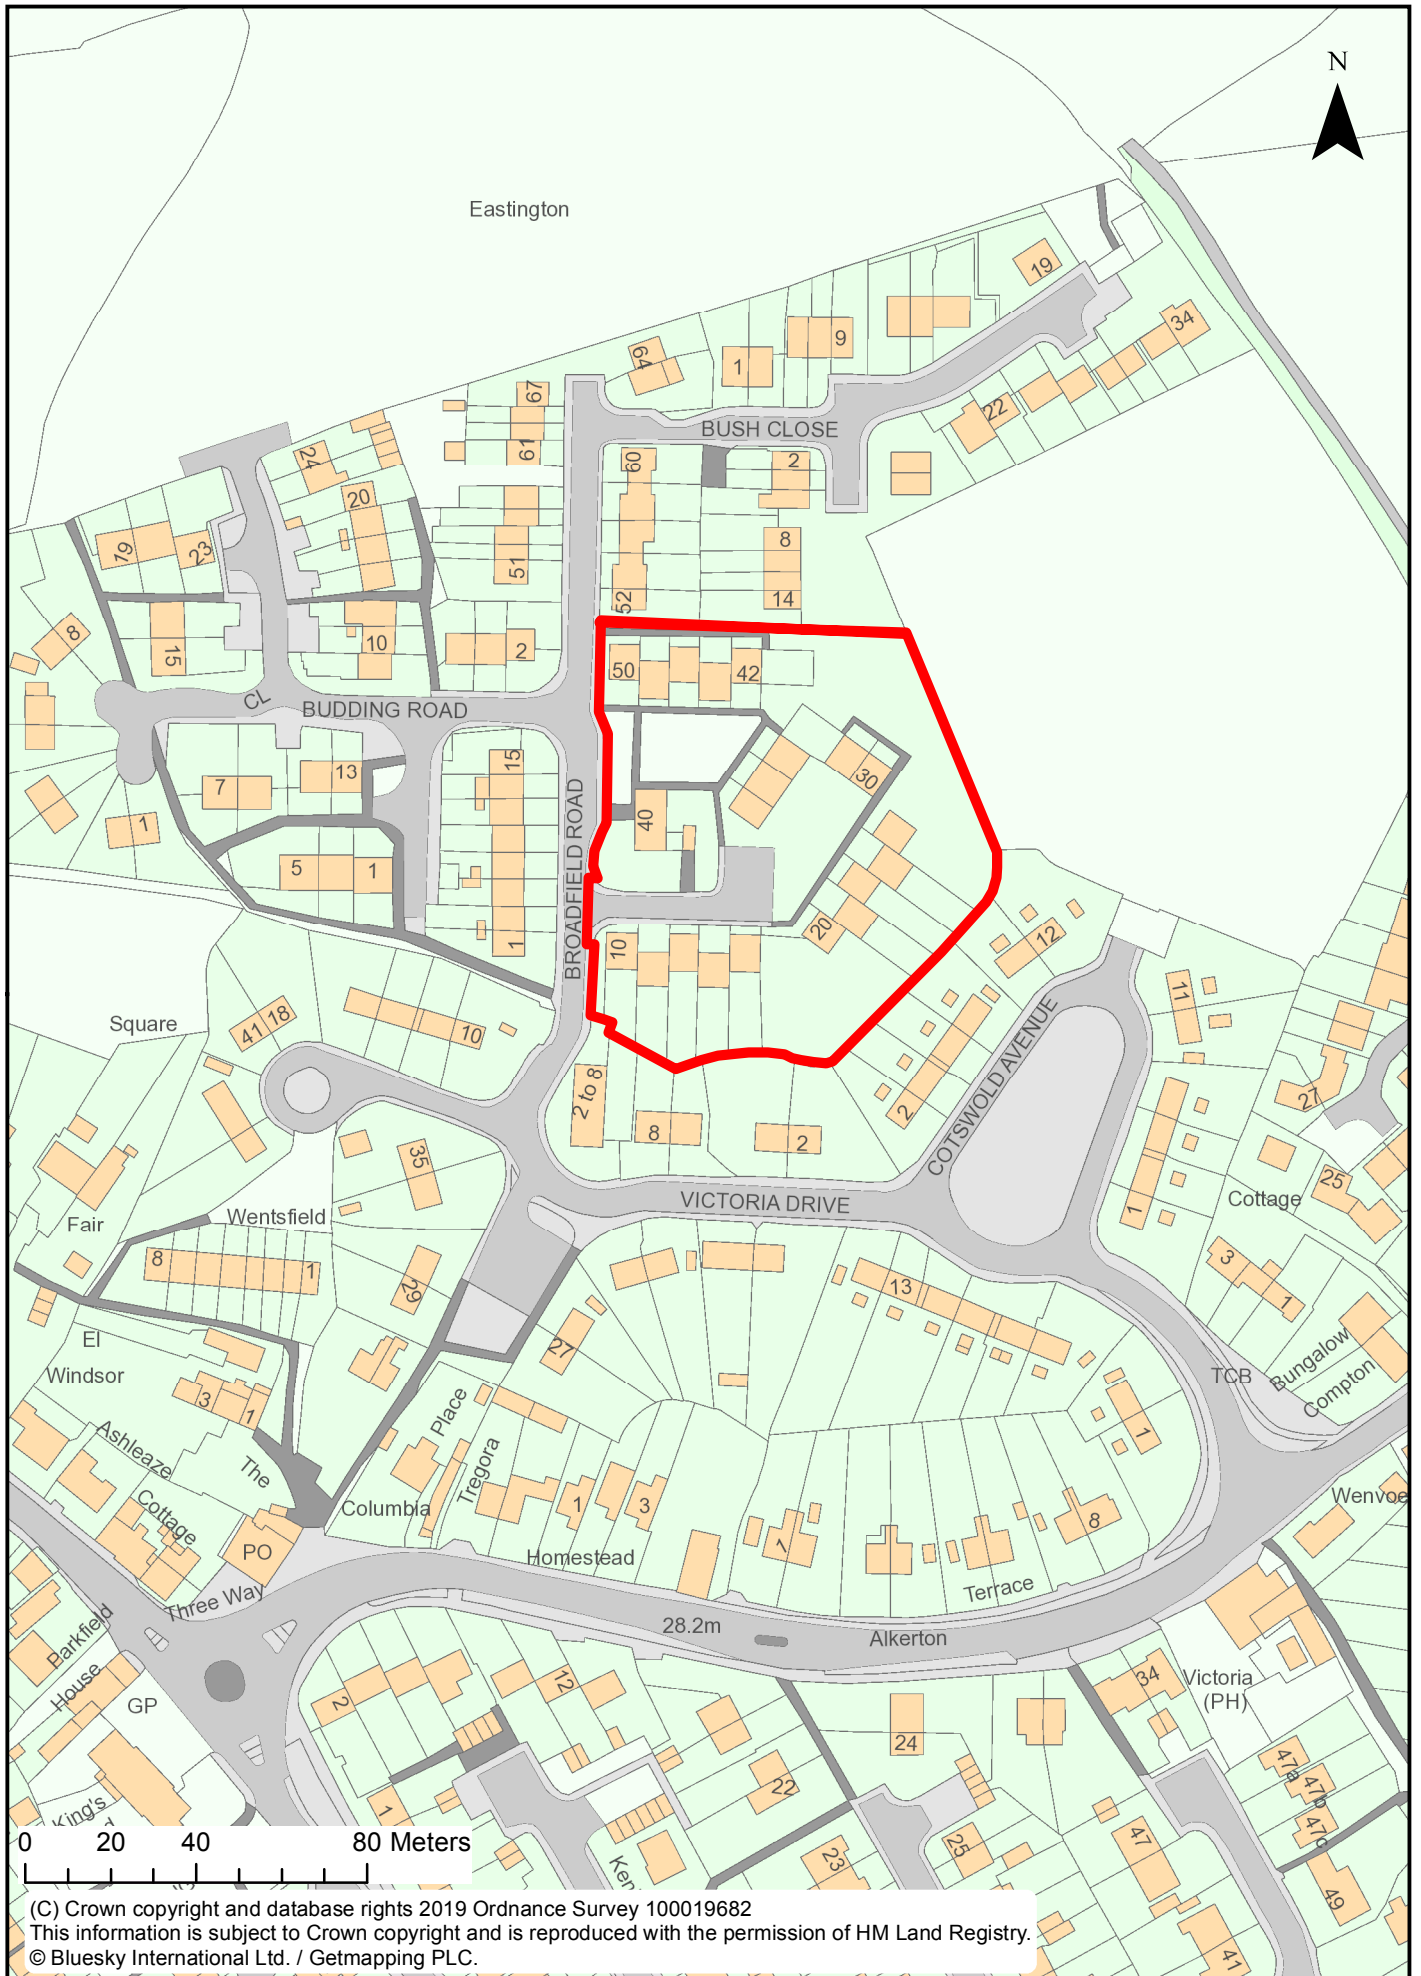 N
Eastington
19
34
64
1
9
67
22
BUSH CLOSE
61
60
2
24
20
19
23
51
8
52
14
8
15
10
2
50
42
CL
BUDDING ROAD
15
7
13
30
40
BROADFIELD ROAD
1
5
1
20
12
1
10
11
Square
41
18
10
COTSWOLD AVENUE
27
2 to 8
8
2
2
35
25
Cottage
VICTORIA DRIVE
1
Wentsfield
Fair
8
1
29
3
1
13
El
27
Windsor
TCB
Bungalow
Compton
3
1
Place
1
Ashleaze
The
Tregora
Cottage
Columbia
1
3
Wenvoe
7
8
PO
Homestead
Three Way
Terrace
28.2m
Alkerton
Parkfield
House
GP
2
12
34
Victoria
(PH)
24
22
47a
47b
47c
1
King's
25
23
47
49
41
Ken
0 20 40 80 Meters
(C) Crown copyright and database rights 2019 Ordnance Survey 100019682
This information is subject to Crown copyright and is reproduced with the permission of HM Land Registry.
© Bluesky International Ltd. / Getmapping PLC.